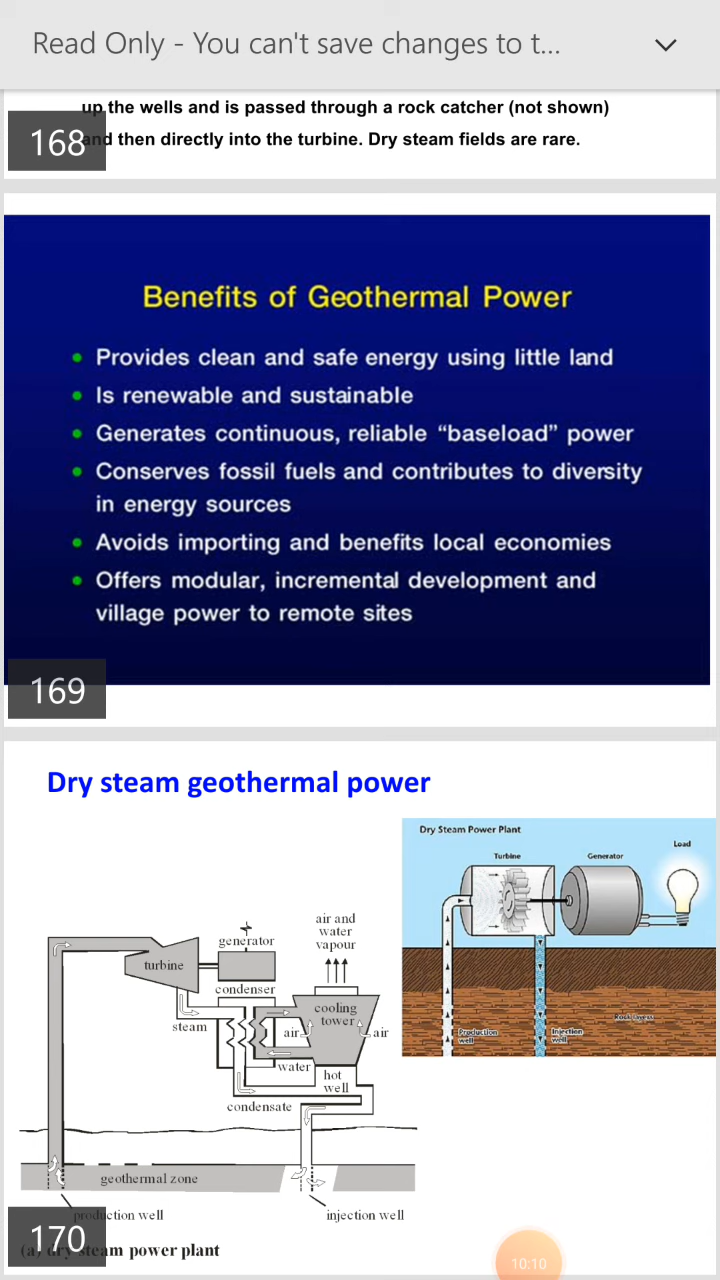 Read Only - You can't save changes to t...
up the wells and is passed through a rock catcher (not shown)
168
and then directly into the turbine. Dry steam fields are rare.
Benefits of Geothermal Power
Provides clean and safe energy using little land
Is renewable and sustainable
Generates continuous, reliable “baseload” power
Conserves fossil fuels and contributes to diversity
in energy sources
Avoids importing and benefits local economies
Offers modular, incremental development and
village power to remote sites
169
Dry steam geothermal power
Dry Steam Power Plant
Turbine
Generator
Load
Production
well
Injection
well
Rock layers
air and
water
vapour
generator
turbine
condenser
cooling
tower
steam
air
air
water
hot
well
condensate
geothermal zone
production well
injection well
170
(a) dry steam power plant
10:10